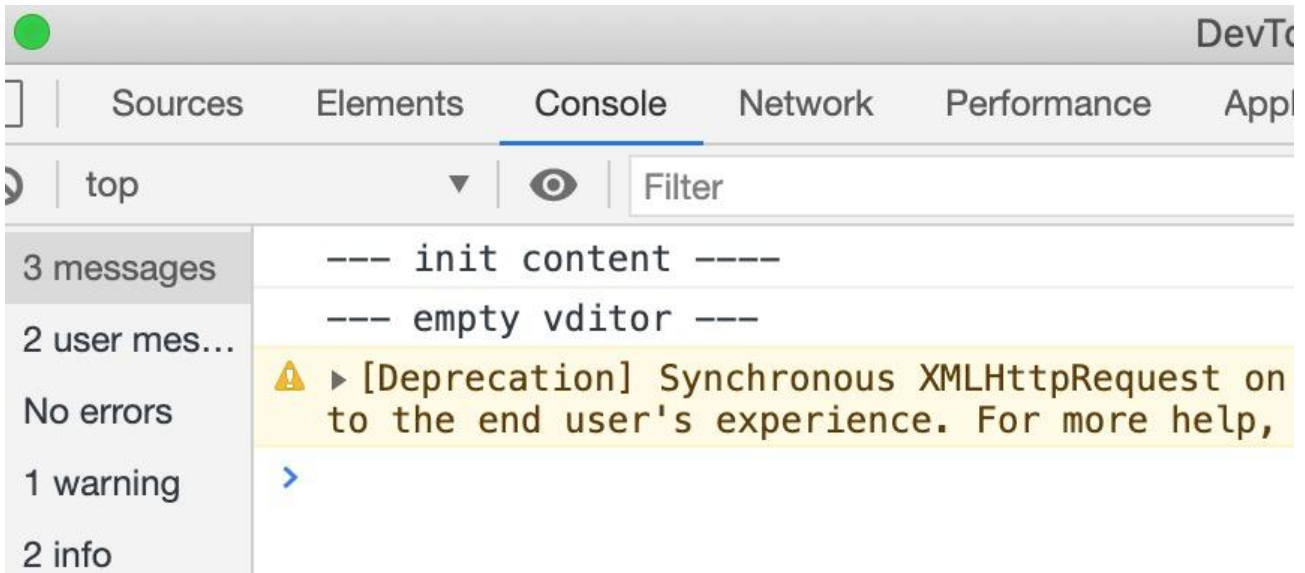 DevTo
Sources Elements Console Network Performance Appl
top Filter
3 messages
2 user mes…
No errors
1 warning
2 info
--- init content ----
--- empty vditor ---
[Deprecation] Synchronous XMLHttpRequest on
to the end user's experience. For more help,